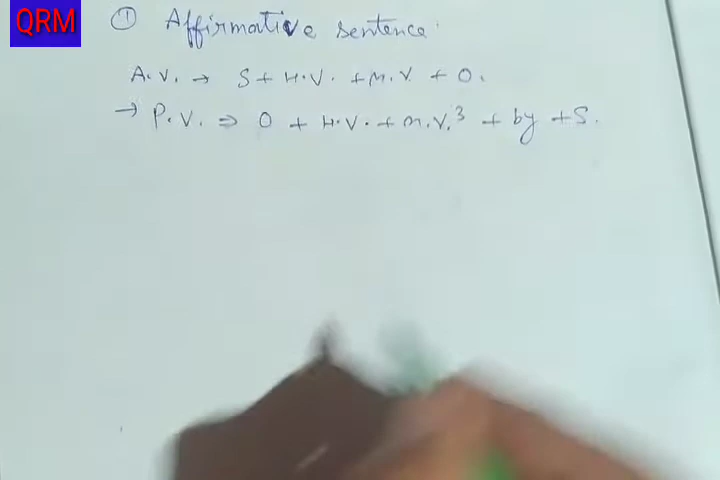 QRM
① Affirmative sentence.
A.V. → S + H.V. + M.V. + O.
→ P.V. ⇒ O + H.V. + M.V.³ + by + S.